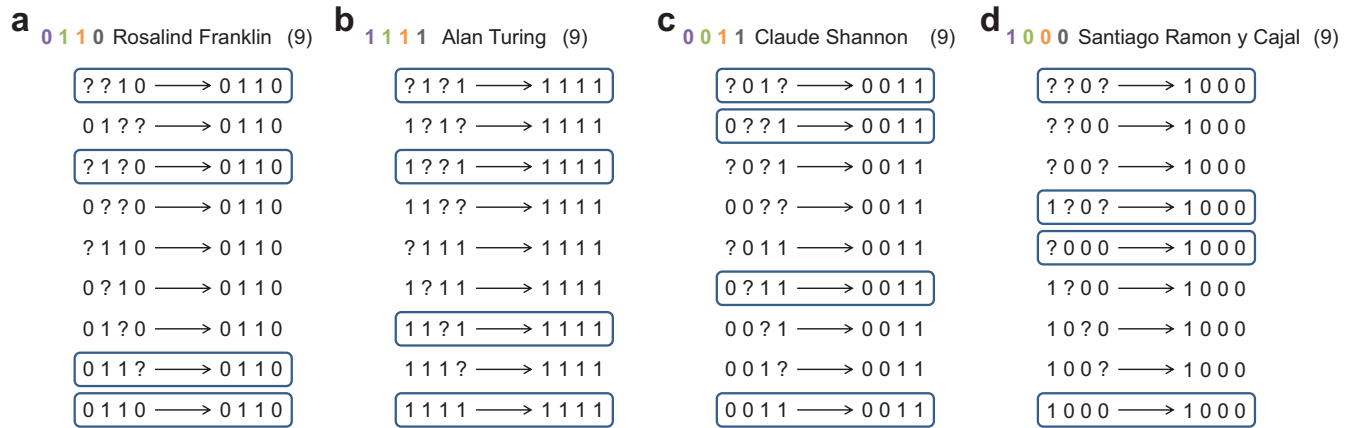 a 0 1 1 0 Rosalind Franklin (9)
? ? 1 0 → 0 1 1 0
0 1 ? ? → 0 1 1 0
? 1 ? 0 → 0 1 1 0
0 ? ? 0 → 0 1 1 0
? 1 1 0 → 0 1 1 0
0 ? 1 0 → 0 1 1 0
0 1 ? 0 → 0 1 1 0
0 1 1 ? → 0 1 1 0
0 1 1 0 → 0 1 1 0
b 1 1 1 1 Alan Turing (9)
? 1 ? 1 → 1 1 1 1
1 ? 1 ? → 1 1 1 1
1 ? ? 1 → 1 1 1 1
1 1 ? ? → 1 1 1 1
? 1 1 1 → 1 1 1 1
1 ? 1 1 → 1 1 1 1
1 1 ? 1 → 1 1 1 1
1 1 1 ? → 1 1 1 1
1 1 1 1 → 1 1 1 1
c 0 0 1 1 Claude Shannon (9)
? 0 1 ? → 0 0 1 1
0 ? ? 1 → 0 0 1 1
? 0 ? 1 → 0 0 1 1
0 0 ? ? → 0 0 1 1
? 0 1 1 → 0 0 1 1
0 ? 1 1 → 0 0 1 1
0 0 ? 1 → 0 0 1 1
0 0 1 ? → 0 0 1 1
0 0 1 1 → 0 0 1 1
d 1 0 0 0 Santiago Ramon y Cajal (9)
? ? 0 ? → 1 0 0 0
? ? 0 0 → 1 0 0 0
? 0 0 ? → 1 0 0 0
1 ? 0 ? → 1 0 0 0
? 0 0 0 → 1 0 0 0
1 ? 0 0 → 1 0 0 0
1 0 ? 0 → 1 0 0 0
1 0 0 ? → 1 0 0 0
1 0 0 0 → 1 0 0 0